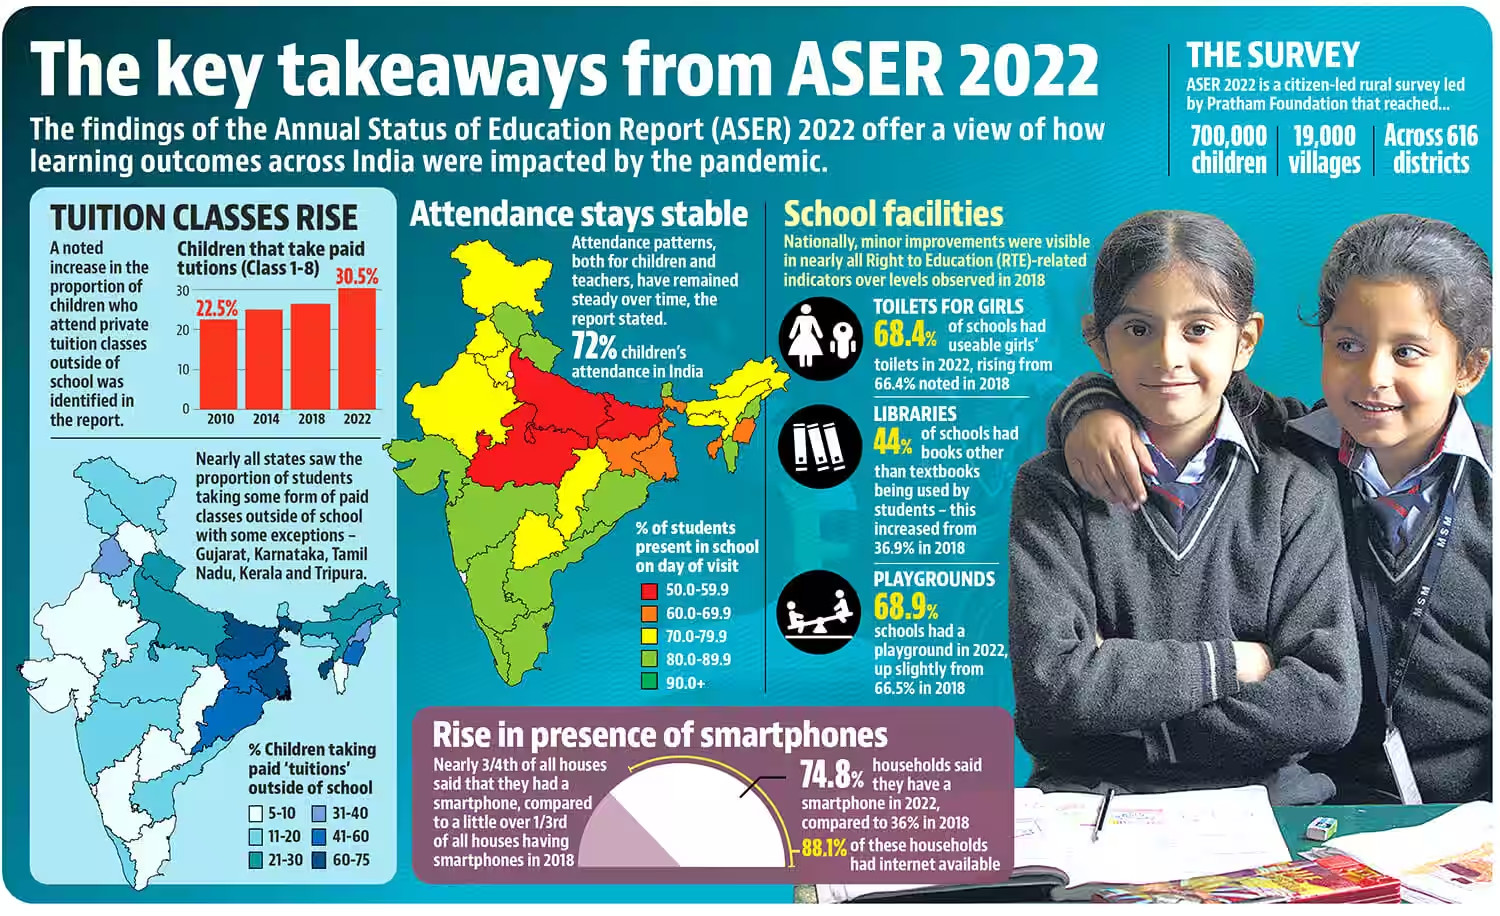 The key takeaways from ASER 2022
The findings of the Annual Status of Education Report (ASER) 2022 offer a view of how
learning outcomes across India were impacted by the pandemic.
THE SURVEY
ASER 2022 is a citizen-led rural survey led
by Pratham Foundation that reached...
700,000
children
19,000
villages
Across 616
districts
TUITION CLASSES RISE
A noted
increase in the
proportion of
children who
attend private
tuition classes
outside of
school was
identified in
the report.
Children that take paid
tutions (Class 1-8)
30.5%
22.5%
30
20
10
0
2010 2014 2018 2022
Nearly all states saw the
proportion of students
taking some form of paid
classes outside of school
with some exceptions –
Gujarat, Karnataka, Tamil
Nadu, Kerala and Tripura.
% Children taking
paid 'tuitions'
outside of school
5-10
11-20
21-30
31-40
41-60
60-75
Attendance stays stable
Attendance patterns,
both for children and
teachers, have remained
steady over time, the
report stated.
72% children's
attendance in India
% of students
present in school
on day of visit
50.0-59.9
60.0-69.9
70.0-79.9
80.0-89.9
90.0+
School facilities
Nationally, minor improvements were visible
in nearly all Right to Education (RTE)-related
indicators over levels observed in 2018
TOILETS FOR GIRLS
68.4% of schools had
useable girls'
toilets in 2022, rising from
66.4% noted in 2018
LIBRARIES
44% of schools had
books other
than textbooks
being used by
students – this
increased from
36.9% in 2018
PLAYGROUNDS
68.9%
schools had a
playground in 2022,
up slightly from
66.5% in 2018
Rise in presence of smartphones
Nearly 3/4th of all houses
said that they had a
smartphone, compared
to a little over 1/3rd
of all houses having
smartphones in 2018
74.8% households said
they have a
smartphone in 2022,
compared to 36% in 2018
88.1% of these households
had internet available
MSM
MSM